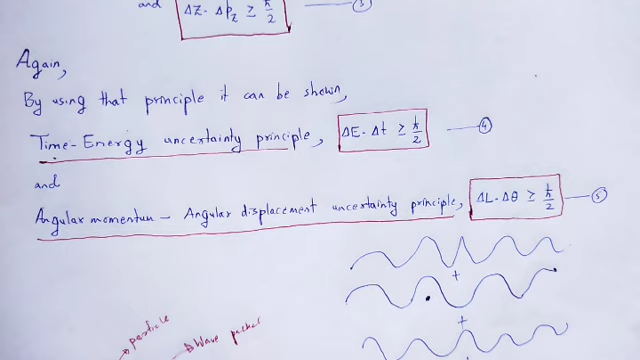 and ΔZ. ΔPz ≥ ħ/2 — ③
Again,
By using that principle it can be shown,
Time-Energy uncertainty principle, ΔE. Δt ≥ ħ/2 — ④
and
Angular momentum – Angular displacement uncertainty principle, ΔL. Δθ ≥ ħ/2 — ⑤
+
+
particle
Wave packet